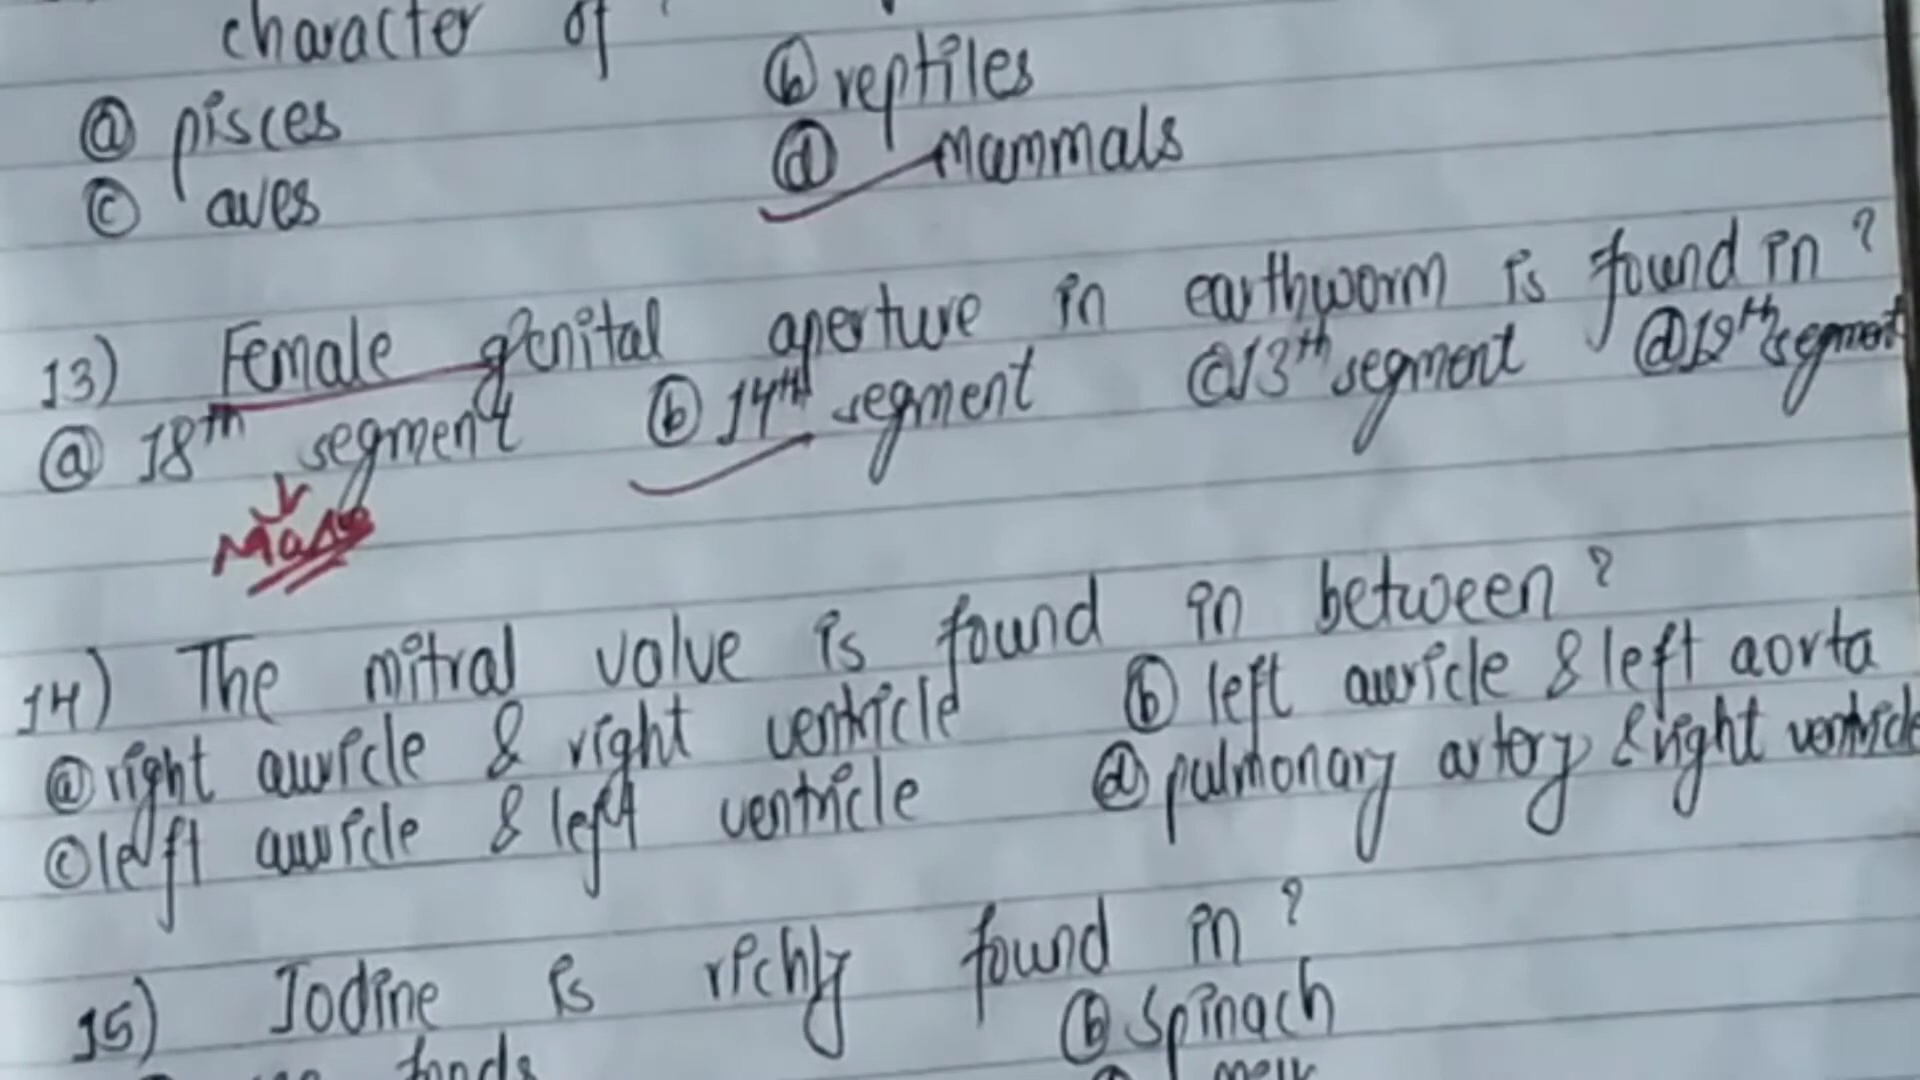 character of
ⓐ pisces ⓑ reptiles
ⓒ aves ⓓ Mammals
13) Female genital aperture in earthworm is found in ?
ⓐ 18th segment ⓑ 14th segment ⓒ 13th segment ⓓ 19th segment
Male
14) The mitral valve is found in between ?
ⓐ right auricle & right ventricle ⓑ left auricle & left aorta
ⓒ left auricle & left ventricle ⓓ pulmonary artery & right ventricle
15) Iodine is richly found in ?
ⓑ Spinach
foods